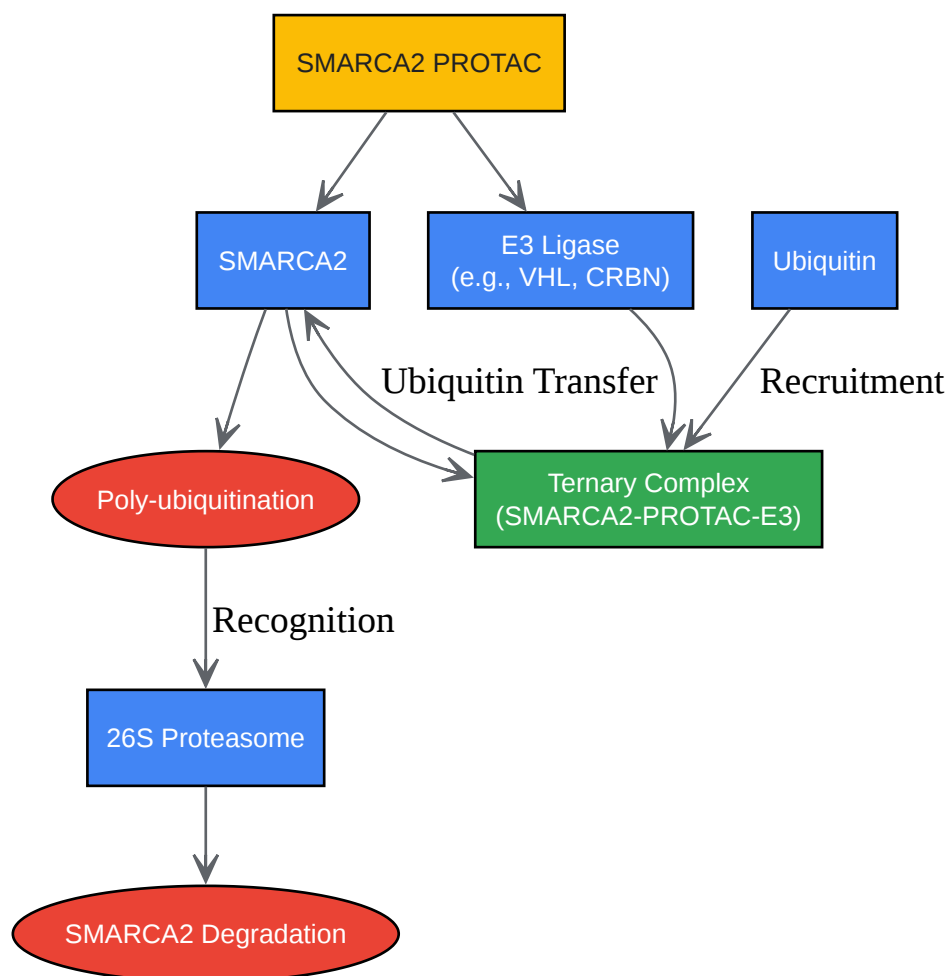 SMARCA2 PROTAC
SMARCA2
E3 Ligase
(e.g., VHL, CRBN)
Ubiquitin
Ubiquitin Transfer
Recruitment
Poly-ubiquitination
Ternary Complex
(SMARCA2-PROTAC-E3)
Recognition
26S Proteasome
SMARCA2 Degradation